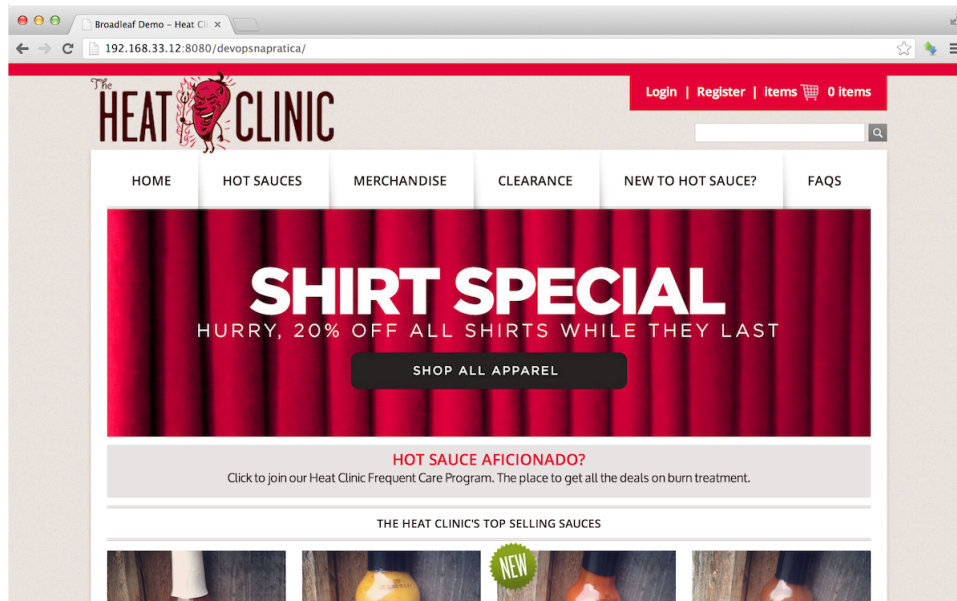 Broadleaf Demo – Heat Cli
192.168.33.12:8080/devopsnapratica/
The
HEAT CLINIC
Login | Register | items 0 items
HOME HOT SAUCES MERCHANDISE CLEARANCE NEW TO HOT SAUCE? FAQS
SHIRT SPECIAL
HURRY, 20% OFF ALL SHIRTS WHILE THEY LAST
SHOP ALL APPAREL
HOT SAUCE AFICIONADO?
Click to join our Heat Clinic Frequent Care Program. The place to get all the deals on burn treatment.
THE HEAT CLINIC'S TOP SELLING SAUCES
NEW